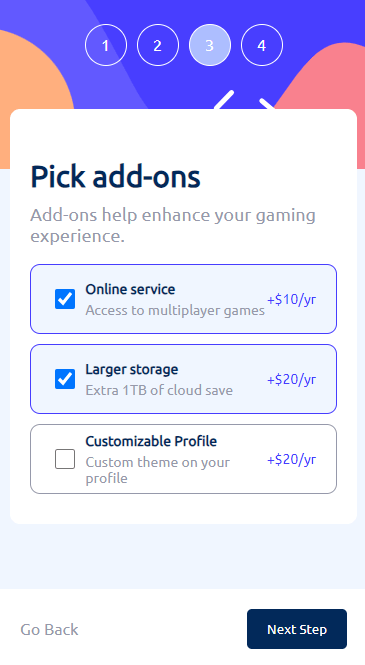 1 2 3 4
Pick add-ons
Add-ons help enhance your gaming
experience.
Online service
Access to multiplayer games
+$10/yr
Larger storage
Extra 1TB of cloud save
+$20/yr
Customizable Profile
Custom theme on your
profile
+$20/yr
Go Back
Next Step